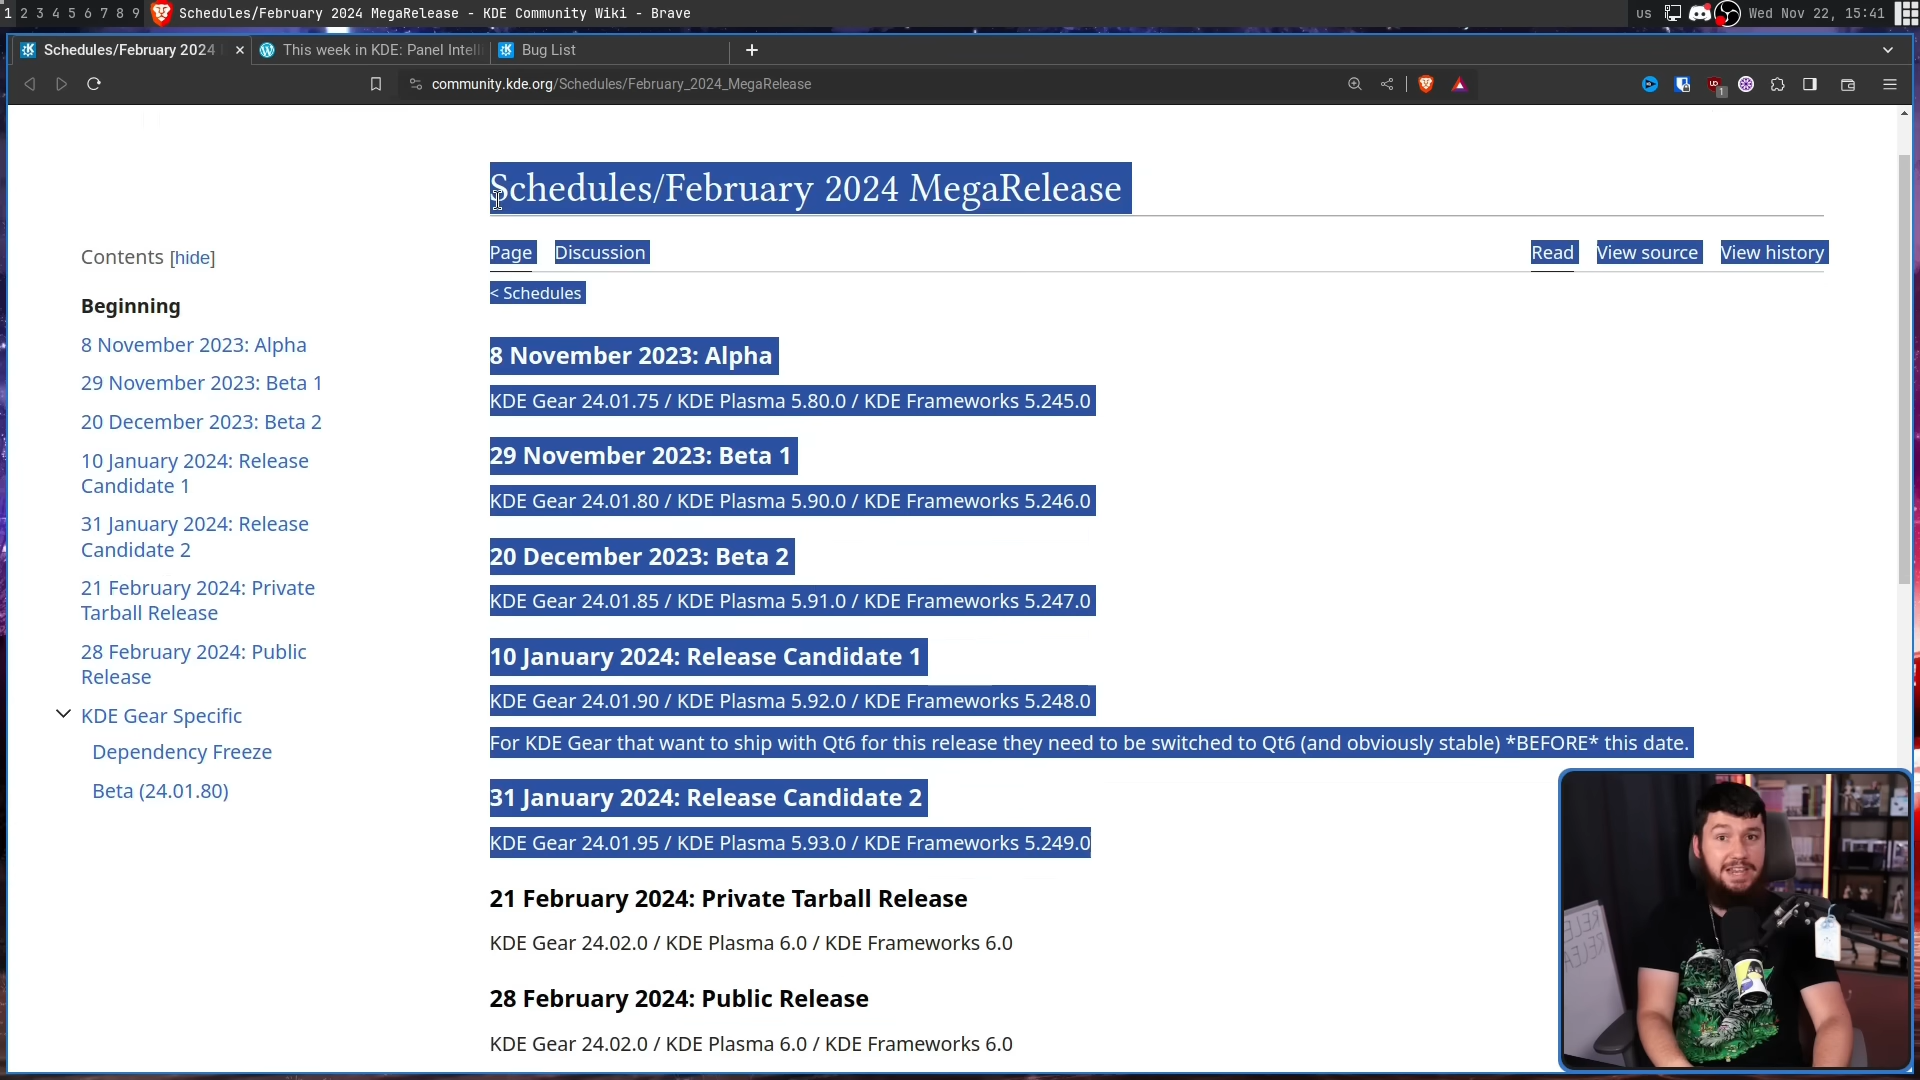 1 2 3 4 5 6 7 8 9 Schedules/February 2024 MegaRelease - KDE Community Wiki - Brave
us Wed Nov 22, 15:41
Schedules/February 2024
This week in KDE: Panel Intel
Bug List
community.kde.org/Schedules/February_2024_MegaRelease
1
Schedules/February 2024 MegaRelease
Page Discussion Read View source View history
< Schedules
Contents [hide]
Beginning
8 November 2023: Alpha
29 November 2023: Beta 1
20 December 2023: Beta 2
10 January 2024: Release
Candidate 1
31 January 2024: Release
Candidate 2
21 February 2024: Private
Tarball Release
28 February 2024: Public
Release
KDE Gear Specific
Dependency Freeze
Beta (24.01.80)
8 November 2023: Alpha
KDE Gear 24.01.75 / KDE Plasma 5.80.0 / KDE Frameworks 5.245.0
29 November 2023: Beta 1
KDE Gear 24.01.80 / KDE Plasma 5.90.0 / KDE Frameworks 5.246.0
20 December 2023: Beta 2
KDE Gear 24.01.85 / KDE Plasma 5.91.0 / KDE Frameworks 5.247.0
10 January 2024: Release Candidate 1
KDE Gear 24.01.90 / KDE Plasma 5.92.0 / KDE Frameworks 5.248.0
For KDE Gear that want to ship with Qt6 for this release they need to be switched to Qt6 (and obviously stable) *BEFORE* this date.
31 January 2024: Release Candidate 2
KDE Gear 24.01.95 / KDE Plasma 5.93.0 / KDE Frameworks 5.249.0
21 February 2024: Private Tarball Release
KDE Gear 24.02.0 / KDE Plasma 6.0 / KDE Frameworks 6.0
28 February 2024: Public Release
KDE Gear 24.02.0 / KDE Plasma 6.0 / KDE Frameworks 6.0